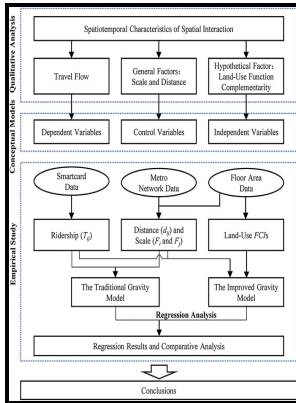 Qualitative Analysis
Spatiotemporal Characteristics of Spatial Interaction
Travel Flow
General Factors:
Scale and Distance
Hypothetical Factor:
Land-Use Function
Complementarity
Conceptual Models
Dependent Variables
Control Variables
Independent Variables
Empirical Study
Smartcard
Data
Metro
Network Data
Floor Area
Data
Ridership (Tij)
Distance (dij) and
Scale (Fi and Fj)
Land-Use FCIs
The Traditional Gravity
Model
The Improved Gravity
Model
Regression Analysis
Regression Results and Comparative Analysis
Conclusions